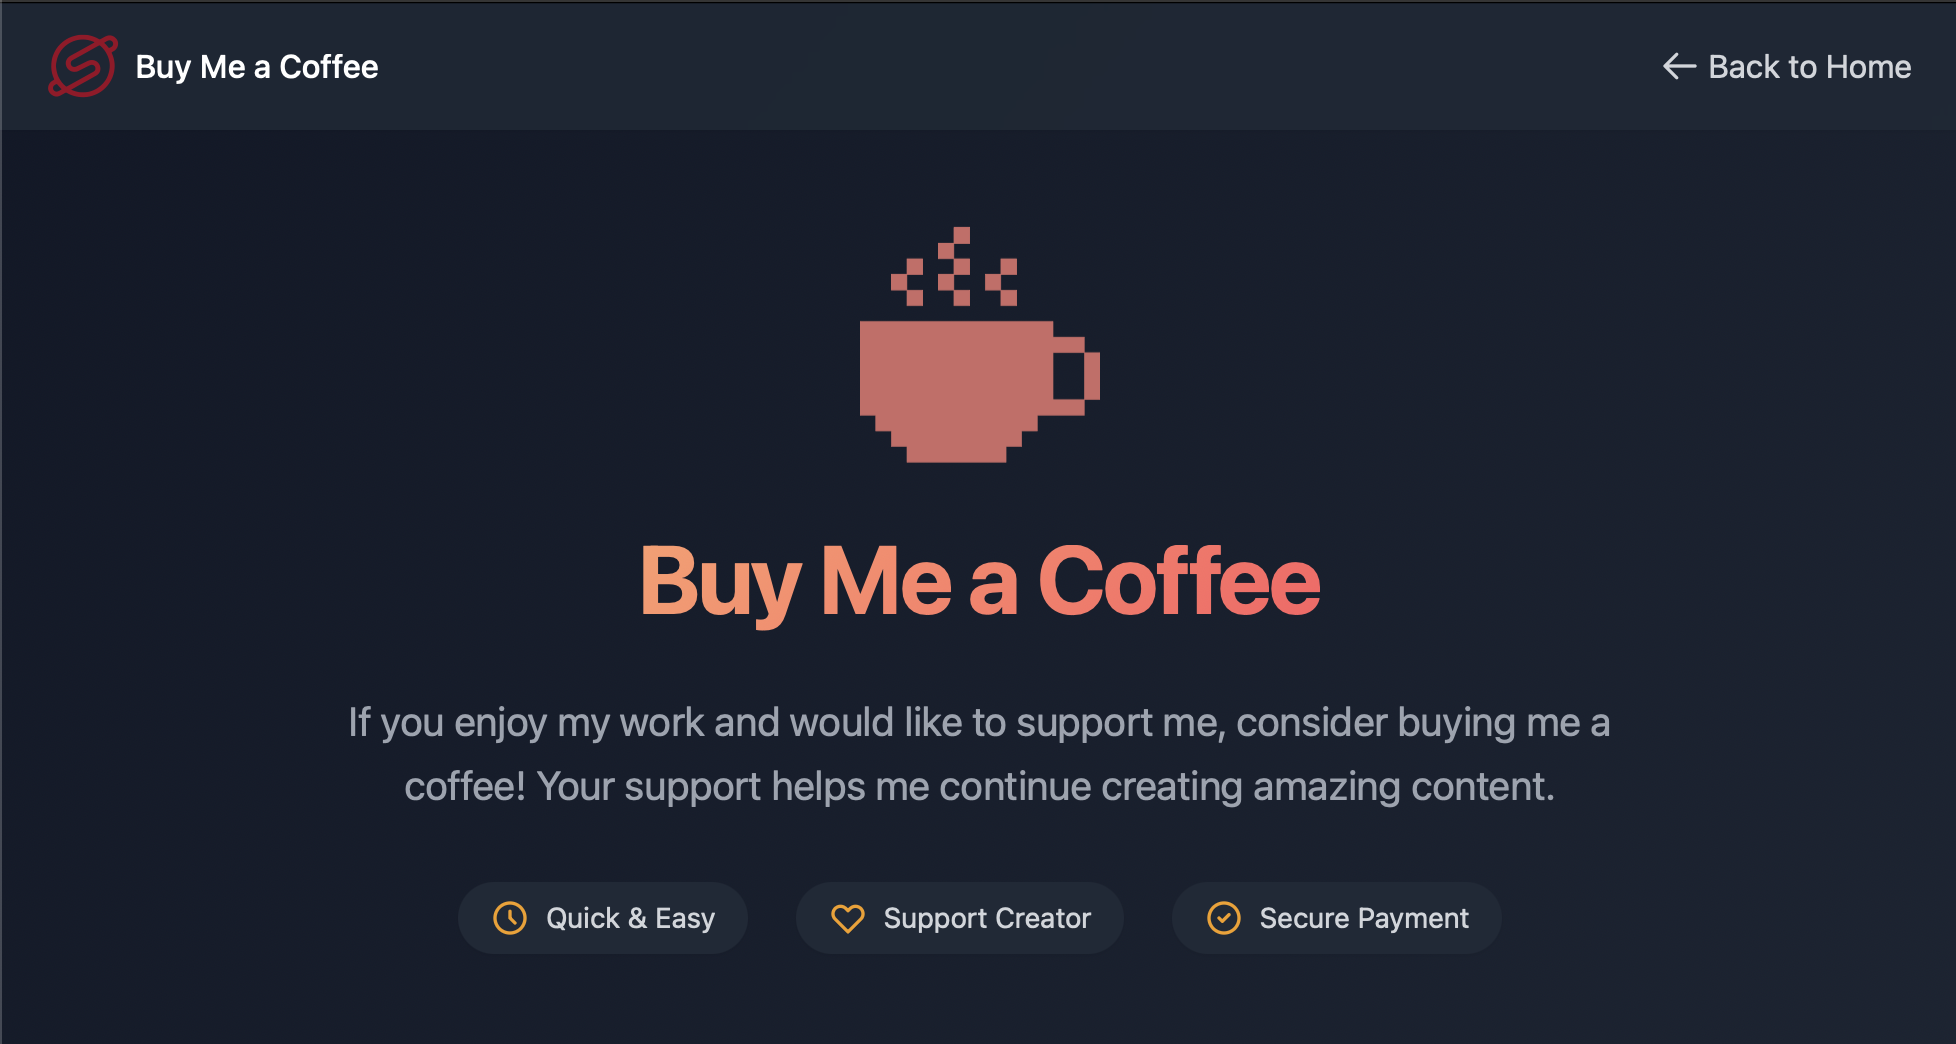 Buy Me a Coffee
Back to Home
Buy Me a Coffee
If you enjoy my work and would like to support me, consider buying me a
coffee! Your support helps me continue creating amazing content.
Quick & Easy
Support Creator
Secure Payment